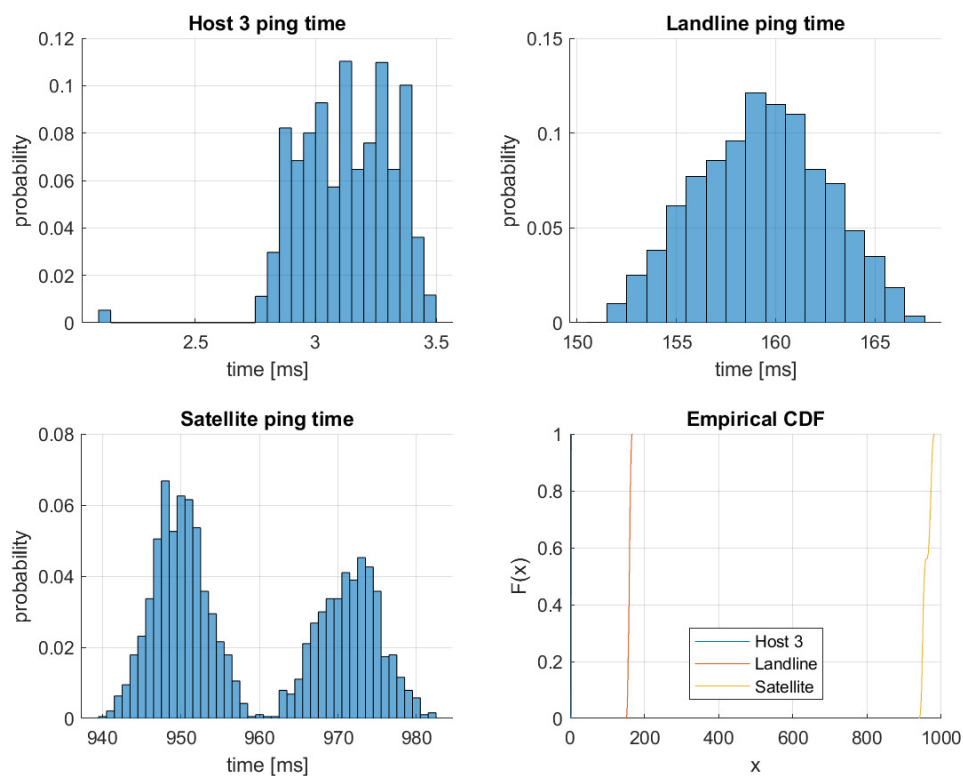 Host 3 ping time
0.12
0.1
0.08
0.06
0.04
0.02
0
probability
2.5 3 3.5
time [ms]
Landline ping time
0.15
0.1
0.05
0
probability
150 155 160 165
time [ms]
Satellite ping time
0.08
0.06
0.04
0.02
0
probability
940 950 960 970 980
time [ms]
Empirical CDF
1
0.8
0.6
0.4
0.2
0
F(x)
Host 3
Landline
Satellite
0 200 400 600 800 1000
x